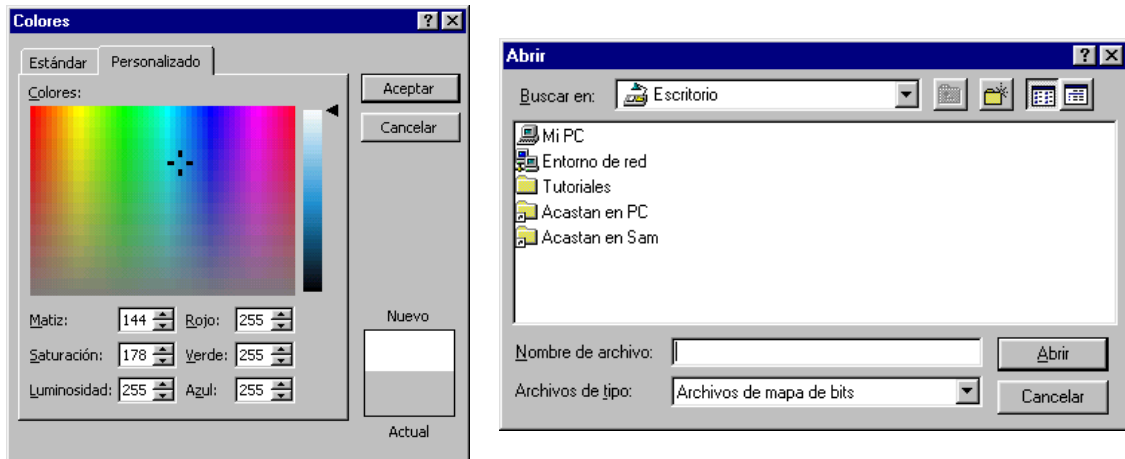 Colores
Estándar Personalizado
Colores:
Aceptar
Cancelar
Matiz: 144 Rojo: 255
Saturación: 178 Verde: 255
Luminosidad: 255 Azul: 255
Nuevo
Actual
Abrir
Buscar en: Escritorio
Mi PC
Entorno de red
Tutoriales
Acastan en PC
Acastan en Sam
Nombre de archivo:
Abrir
Archivos de tipo: Archivos de mapa de bits
Cancelar